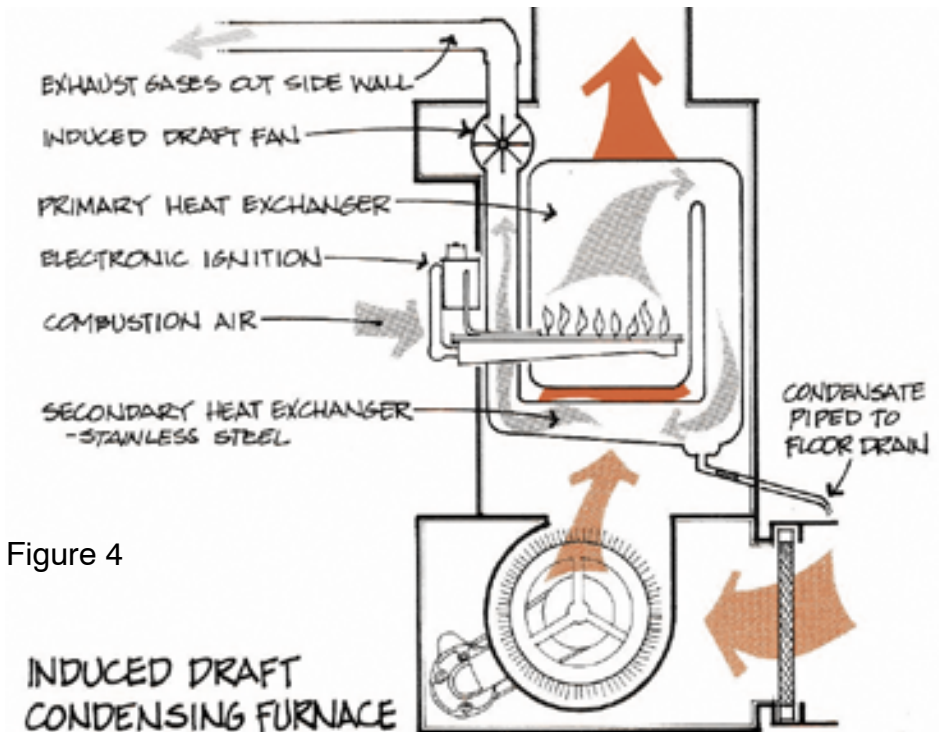 EXHAUST GASES OUT SIDE WALL
INDUCED DRAFT FAN
PRIMARY HEAT EXCHANGER
ELECTRONIC IGNITION
COMBUSTION AIR
SECONDARY HEAT EXCHANGER
-STAINLESS STEEL
CONDENSATE
PIPED TO
FLOOR DRAIN
Figure 4
INDUCED DRAFT
CONDENSING FURNACE